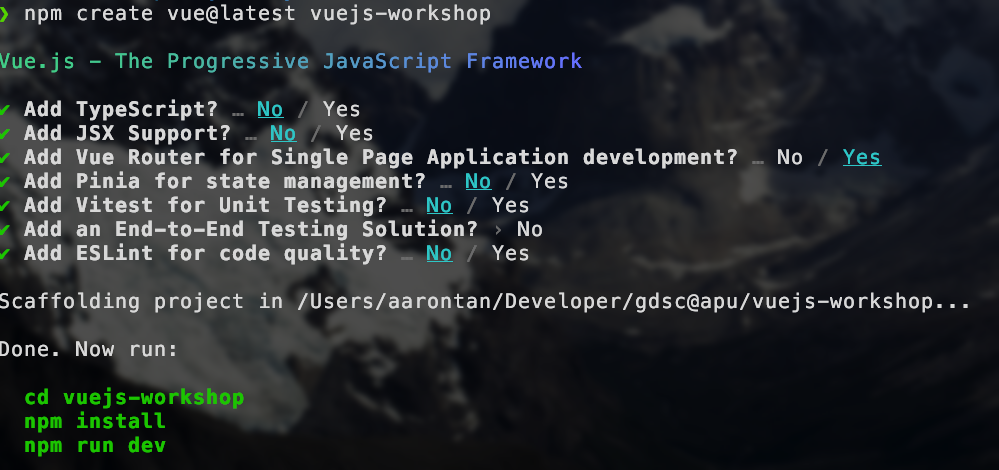 ❯ npm create vue@latest vuejs-workshop
Vue.js - The Progressive JavaScript Framework
✔ Add TypeScript? … No / Yes
✔ Add JSX Support? … No / Yes
✔ Add Vue Router for Single Page Application development? … No / Yes
✔ Add Pinia for state management? … No / Yes
✔ Add Vitest for Unit Testing? … No / Yes
✔ Add an End-to-End Testing Solution? › No
✔ Add ESLint for code quality? … No / Yes
Scaffolding project in /Users/aarontan/Developer/gdsc@apu/vuejs-workshop...
Done. Now run:
cd vuejs-workshop
npm install
npm run dev